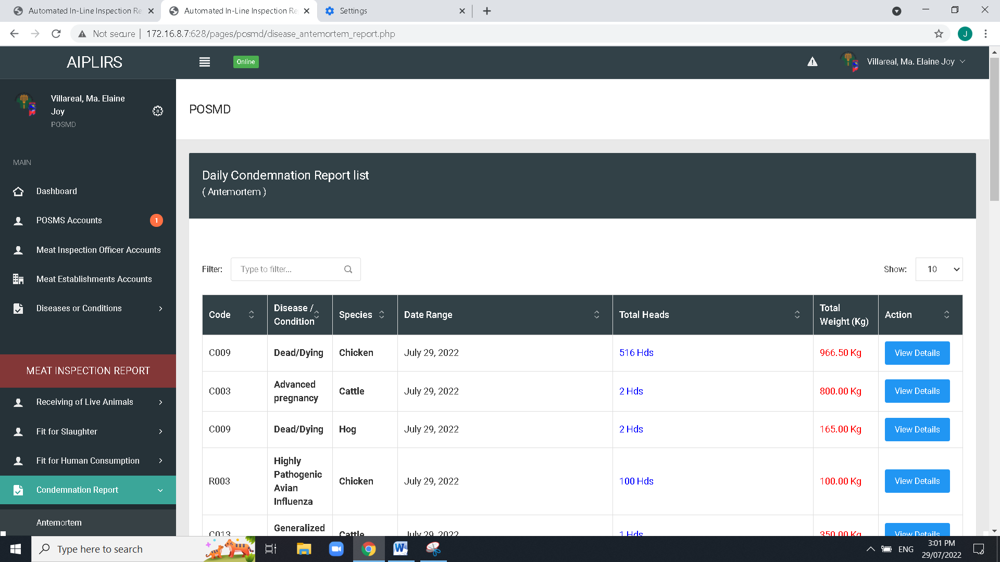 Automated In-Line Inspection Re
Automated In-Line Inspection Re
Settings
Not secure
172.16.8.7:628/pages/posmd/disease_antemortem_report.php
J
AIPLIRS
Online
Villareal, Ma. Elaine Joy
Villareal, Ma. Elaine
Joy
POSMD
MAIN
Dashboard
POSMS Accounts
1
Meat Inspection Officer Accounts
Meat Establishments Accounts
Diseases or Conditions
MEAT INSPECTION REPORT
Receiving of Live Animals
Fit for Slaughter
Fit for Human Consumption
Condemnation Report
Antemortem
POSMD
Daily Condemnation Report list
( Antemortem )
Filter:
Type to filter...
Show:
10
Code
Disease /
Condition
Species
Date Range
Total Heads
Total
Weight (Kg)
Action
C009
Dead/Dying
Chicken
July 29, 2022
516 Hds
966.50 Kg
View Details
C003
Advanced
pregnancy
Cattle
July 29, 2022
2 Hds
800.00 Kg
View Details
C009
Dead/Dying
Hog
July 29, 2022
2 Hds
165.00 Kg
View Details
R003
Highly
Pathogenic
Avian
Influenza
Chicken
July 29, 2022
100 Hds
100.00 Kg
View Details
C013
Generalized
Cattle
July 29, 2022
1 Hds
350.00 Kg
View Details
Type here to search
ENG
3:01 PM
29/07/2022